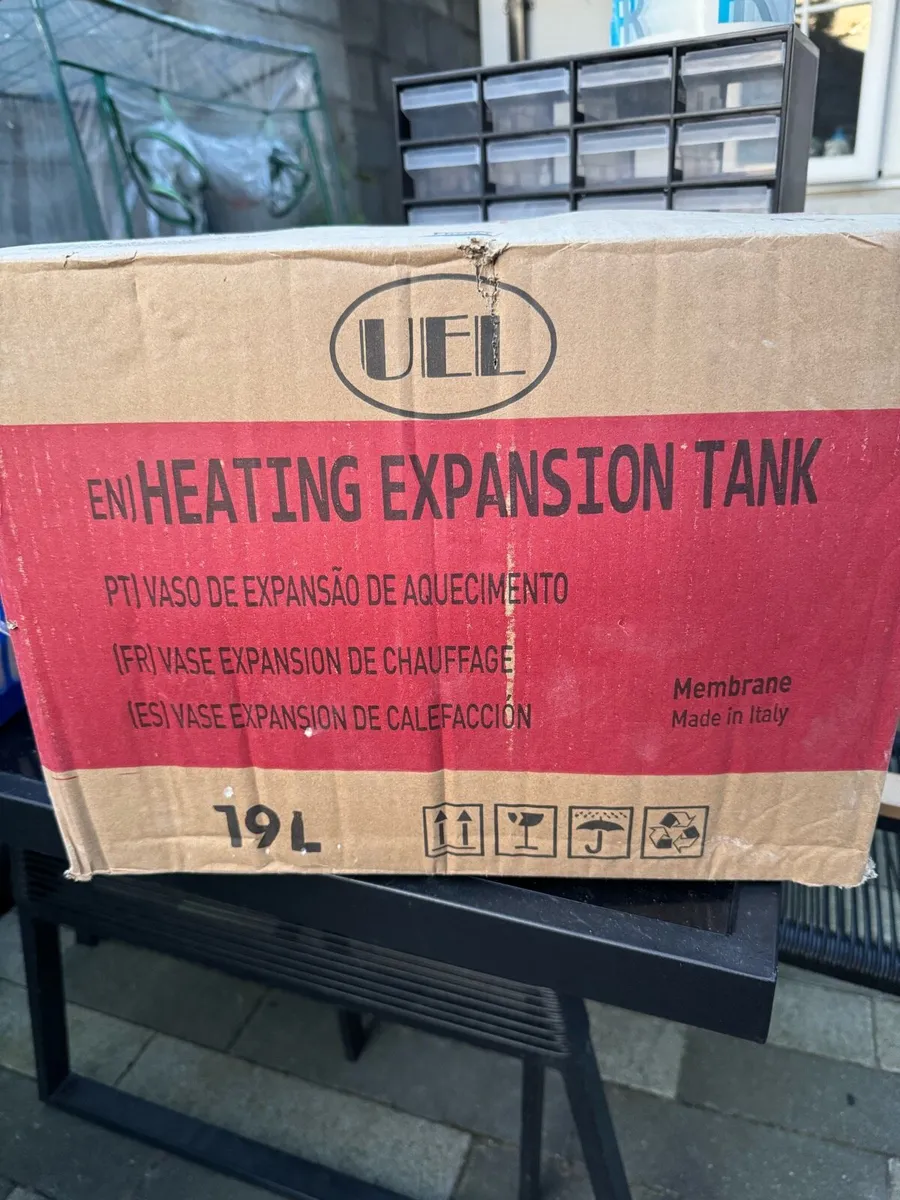 UEL
EN) HEATING EXPANSION TANK
PT) VASO DE EXPANSÃO DE AQUECIMENTO
(FR) VASE EXPANSION DE CHAUFFAGE
(ES) VASE EXPANSION DE CALEFACCIÓN
Membrane
Made in Italy
19L